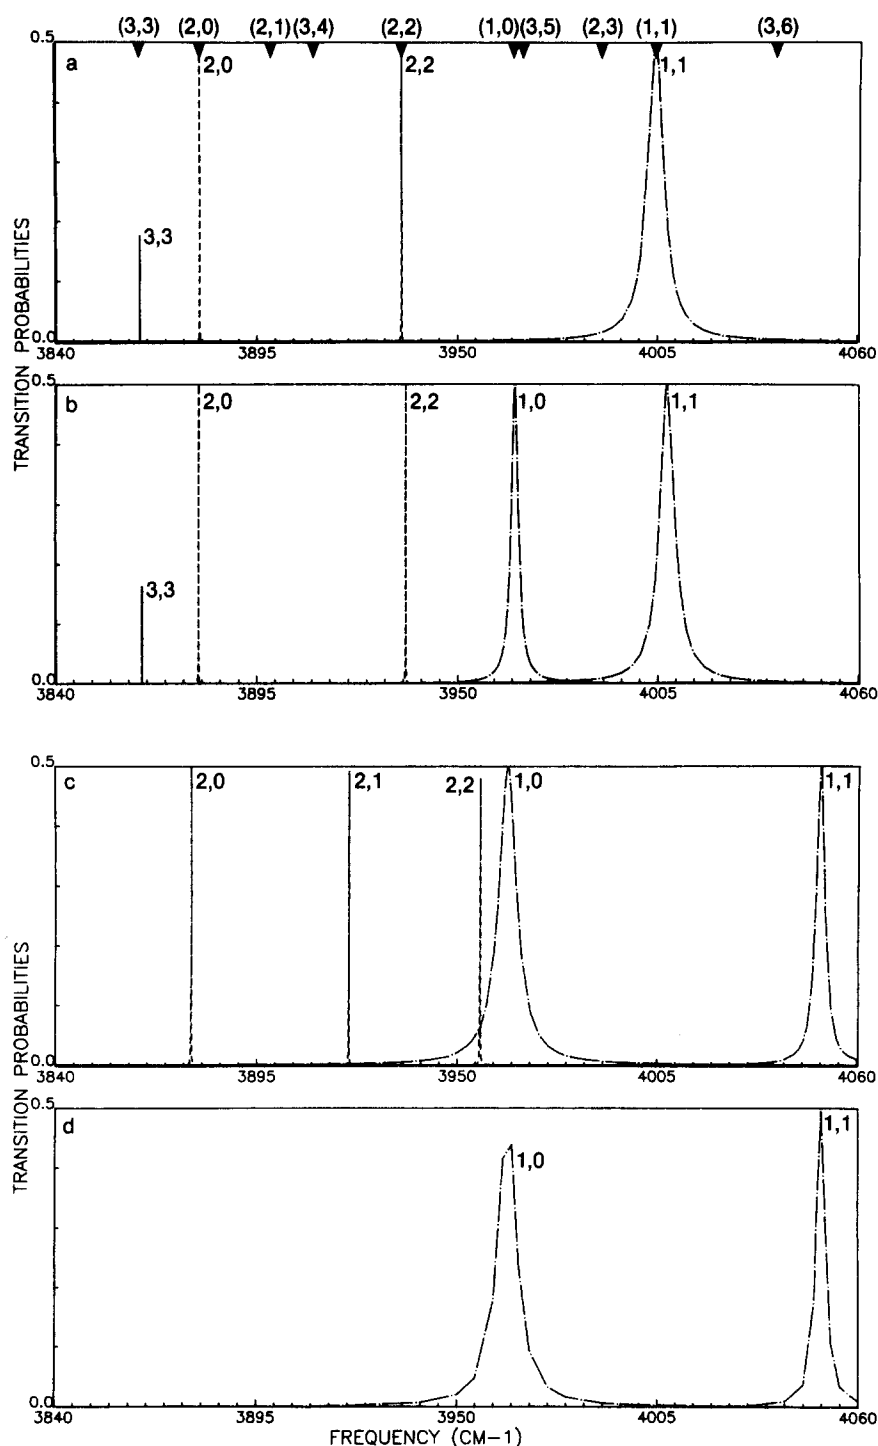 (3,3) (2,0) (2,1) (3,4) (2,2) (1,0) (3,5) (2,3) (1,1) (3,6)
0.5
a
2,0
2,2
1,1
3,3
0.0
3840 3895 3950 4005 4060
TRANSITION PROBABILITIES
0.5
b
2,0
2,2
1,0
1,1
3,3
0.0
3840 3895 3950 4005 4060
0.5
c
2,0
2,1
2,2
1,0
1,1
0.0
3840 3895 3950 4005 4060
TRANSITION PROBABILITIES
0.5
d
1,0
1,1
0.0
3840 3895 3950 4005 4060
FREQUENCY (CM-1)